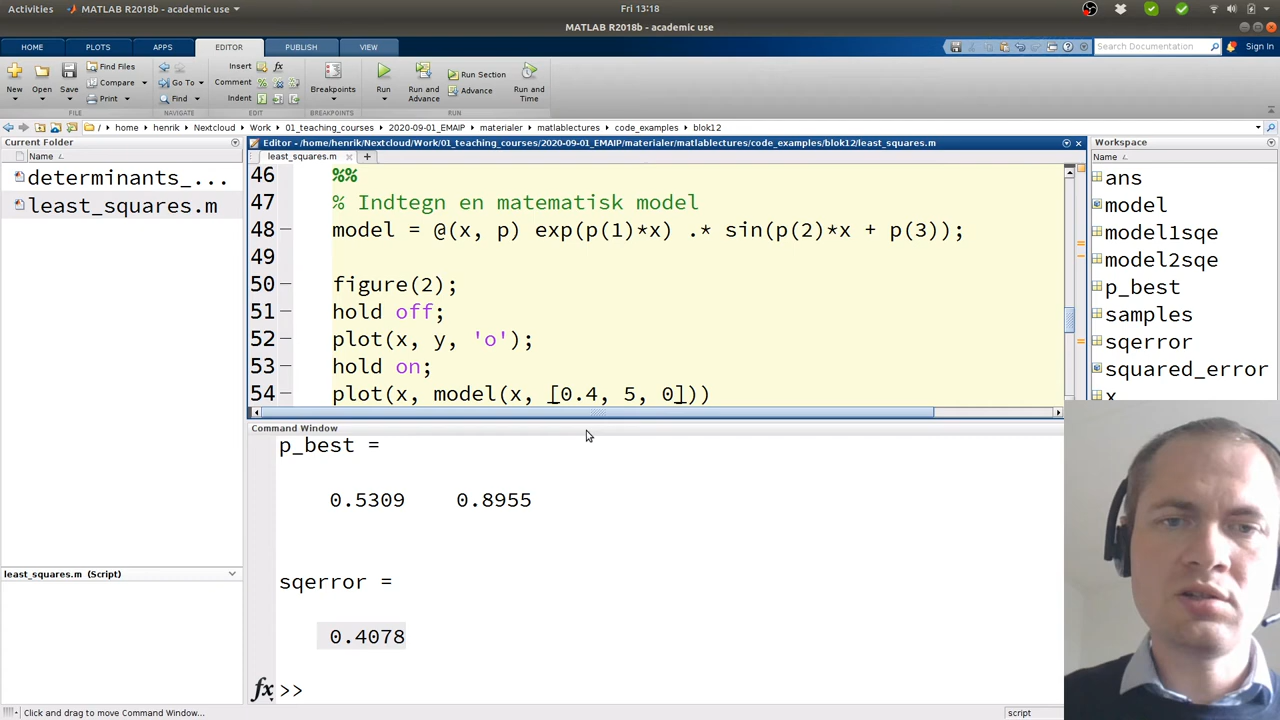 Activities
MATLAB R2018b - academic use
Fri 13:18
MATLAB R2018b - academic use
HOME
PLOTS
APPS
EDITOR
PUBLISH
VIEW
Search Documentation
Sign In
New
Open
Save
Find Files
Compare
Print
Go To
Find
Insert
Comment
Indent
fx
Breakpoints
Run
Run and Advance
Run Section
Advance
Run and Time
FILE
NAVIGATE
EDIT
BREAKPOINTS
RUN
/ home henrik Nextcloud Work 01_teaching_courses 2020-09-01_EMAIP materialer matlablectures code_examples blok12
Current Folder
Name
determinants_...
least_squares.m
least_squares.m (Script)
Editor - /home/henrik/Nextcloud/Work/01_teaching_courses/2020-09-01_EMAIP/materialer/matlablectures/code_examples/blok12/least_squares.m
least_squares.m
46 %%
47 % Indtegn en matematisk model
48 model = @(x, p) exp(p(1)*x) .* sin(p(2)*x + p(3));
49
50 figure(2);
51 hold off;
52 plot(x, y, 'o');
53 hold on;
54 plot(x, model(x, [0.4, 5, 0]))
Command Window
p_best =
0.5309 0.8955
sqerror =
0.4078
fx >>
Workspace
Name
ans
model
model1sqe
model2sqe
p_best
samples
sqerror
squared_error
x
Click and drag to move Command Window...
script